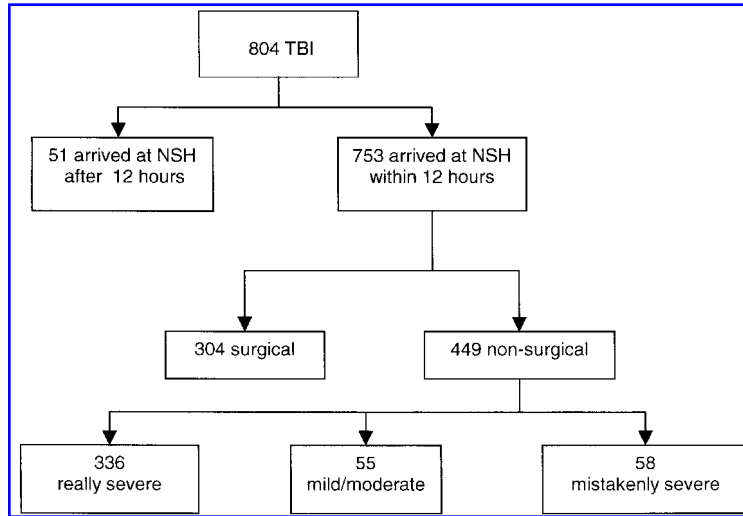 804 TBI
51 arrived at NSH
after 12 hours
753 arrived at NSH
within 12 hours
304 surgical
449 non-surgical
336
really severe
55
mild/moderate
58
mistakenly severe